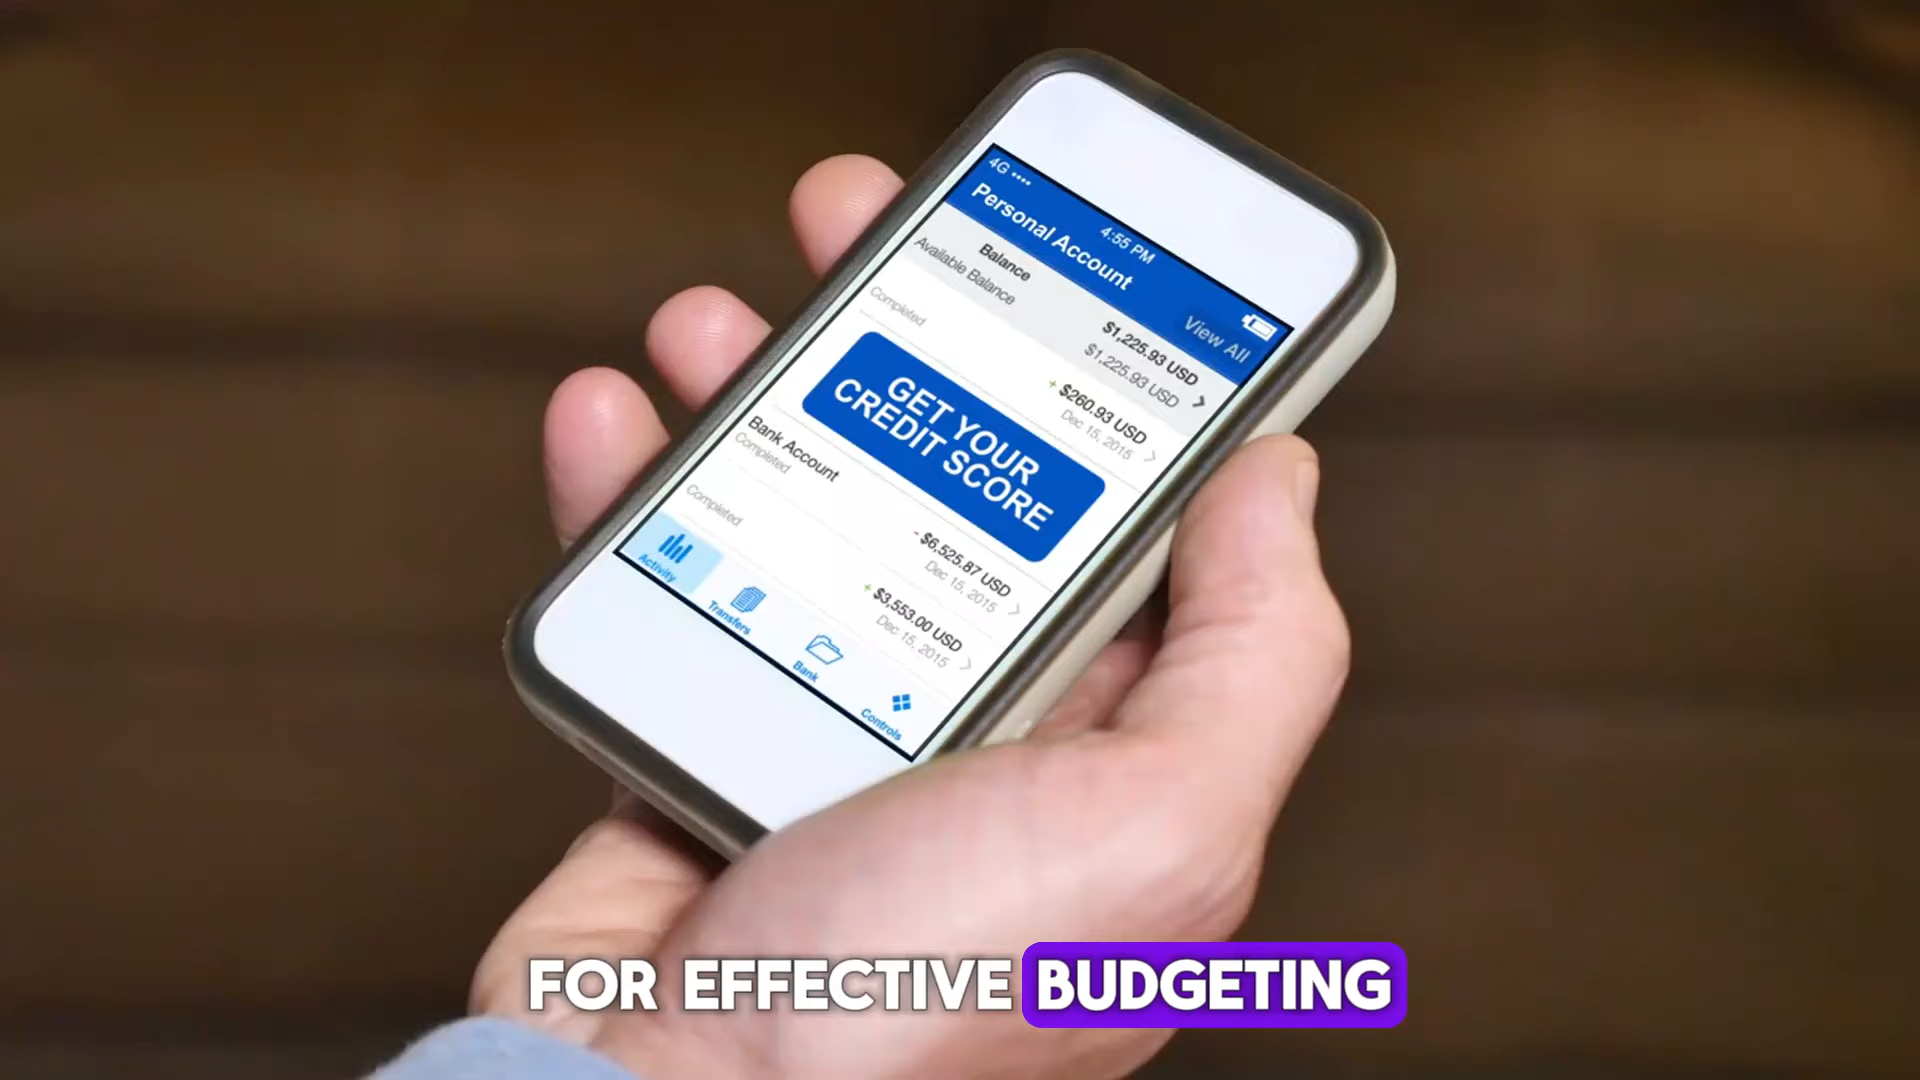 4G ••••
4:55 PM
Personal Account
View All
Balance
$1,225.93 USD
Available Balance
$1,225.93 USD
+ $260.93 USD
Completed
Dec 15, 2015
GET YOUR
CREDIT SCORE
Bank Account
- $6,525.87 USD
Completed
Dec 15, 2015
+ $3,553.00 USD
Completed
Dec 15, 2015
Activity
Transfers
Bank
Controls
FOR EFFECTIVE BUDGETING